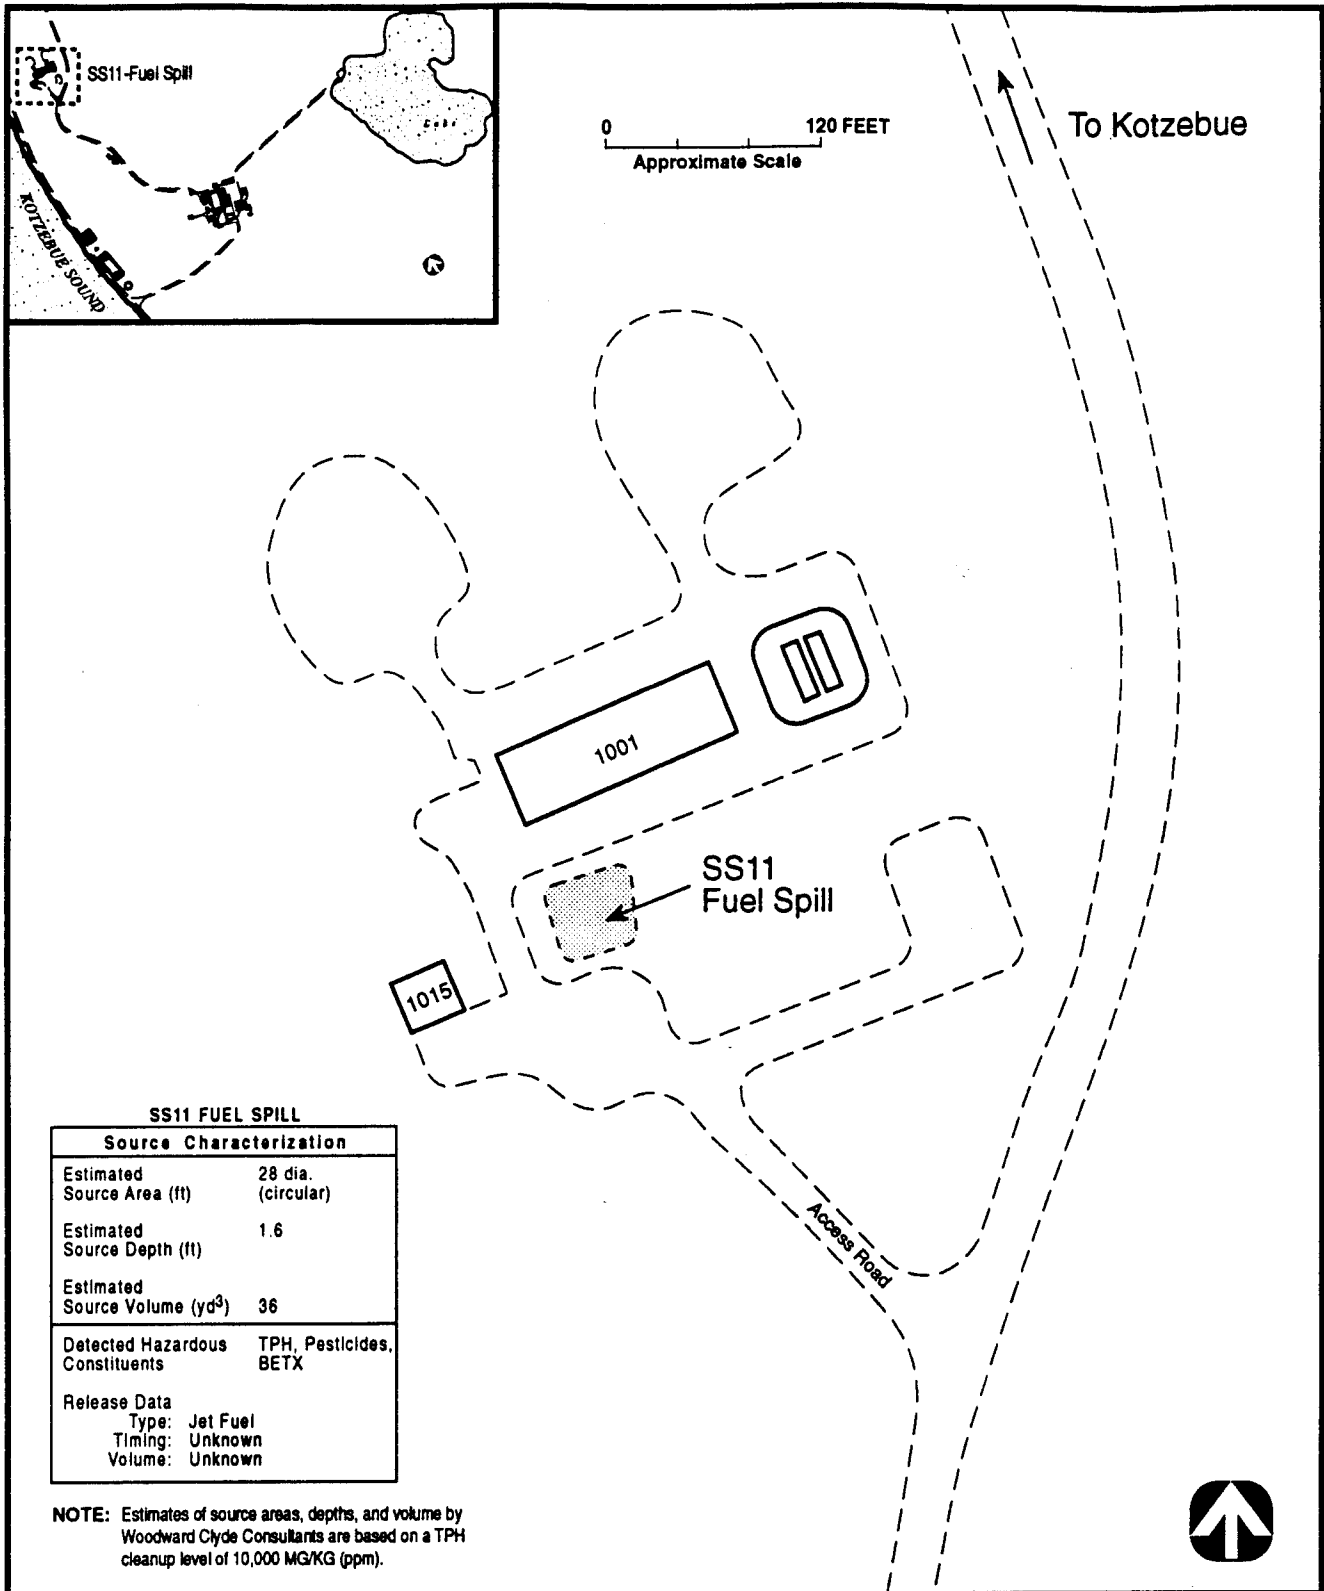 SS11-Fuel Spill
Lake
KOTZEBUE SOUND
0 120 FEET
Approximate Scale
To Kotzebue
1001
SS11
Fuel Spill
1015
Access Road
SS11 FUEL SPILL
Source Characterization
Estimated 28 dia.
Source Area (ft) (circular)
Estimated 1.6
Source Depth (ft)
Estimated
Source Volume (yd³) 36
Detected Hazardous TPH, Pesticides,
Constituents BETX
Release Data
Type: Jet Fuel
Timing: Unknown
Volume: Unknown
NOTE: Estimates of source areas, depths, and volume by
Woodward Clyde Consultants are based on a TPH
cleanup level of 10,000 MG/KG (ppm).